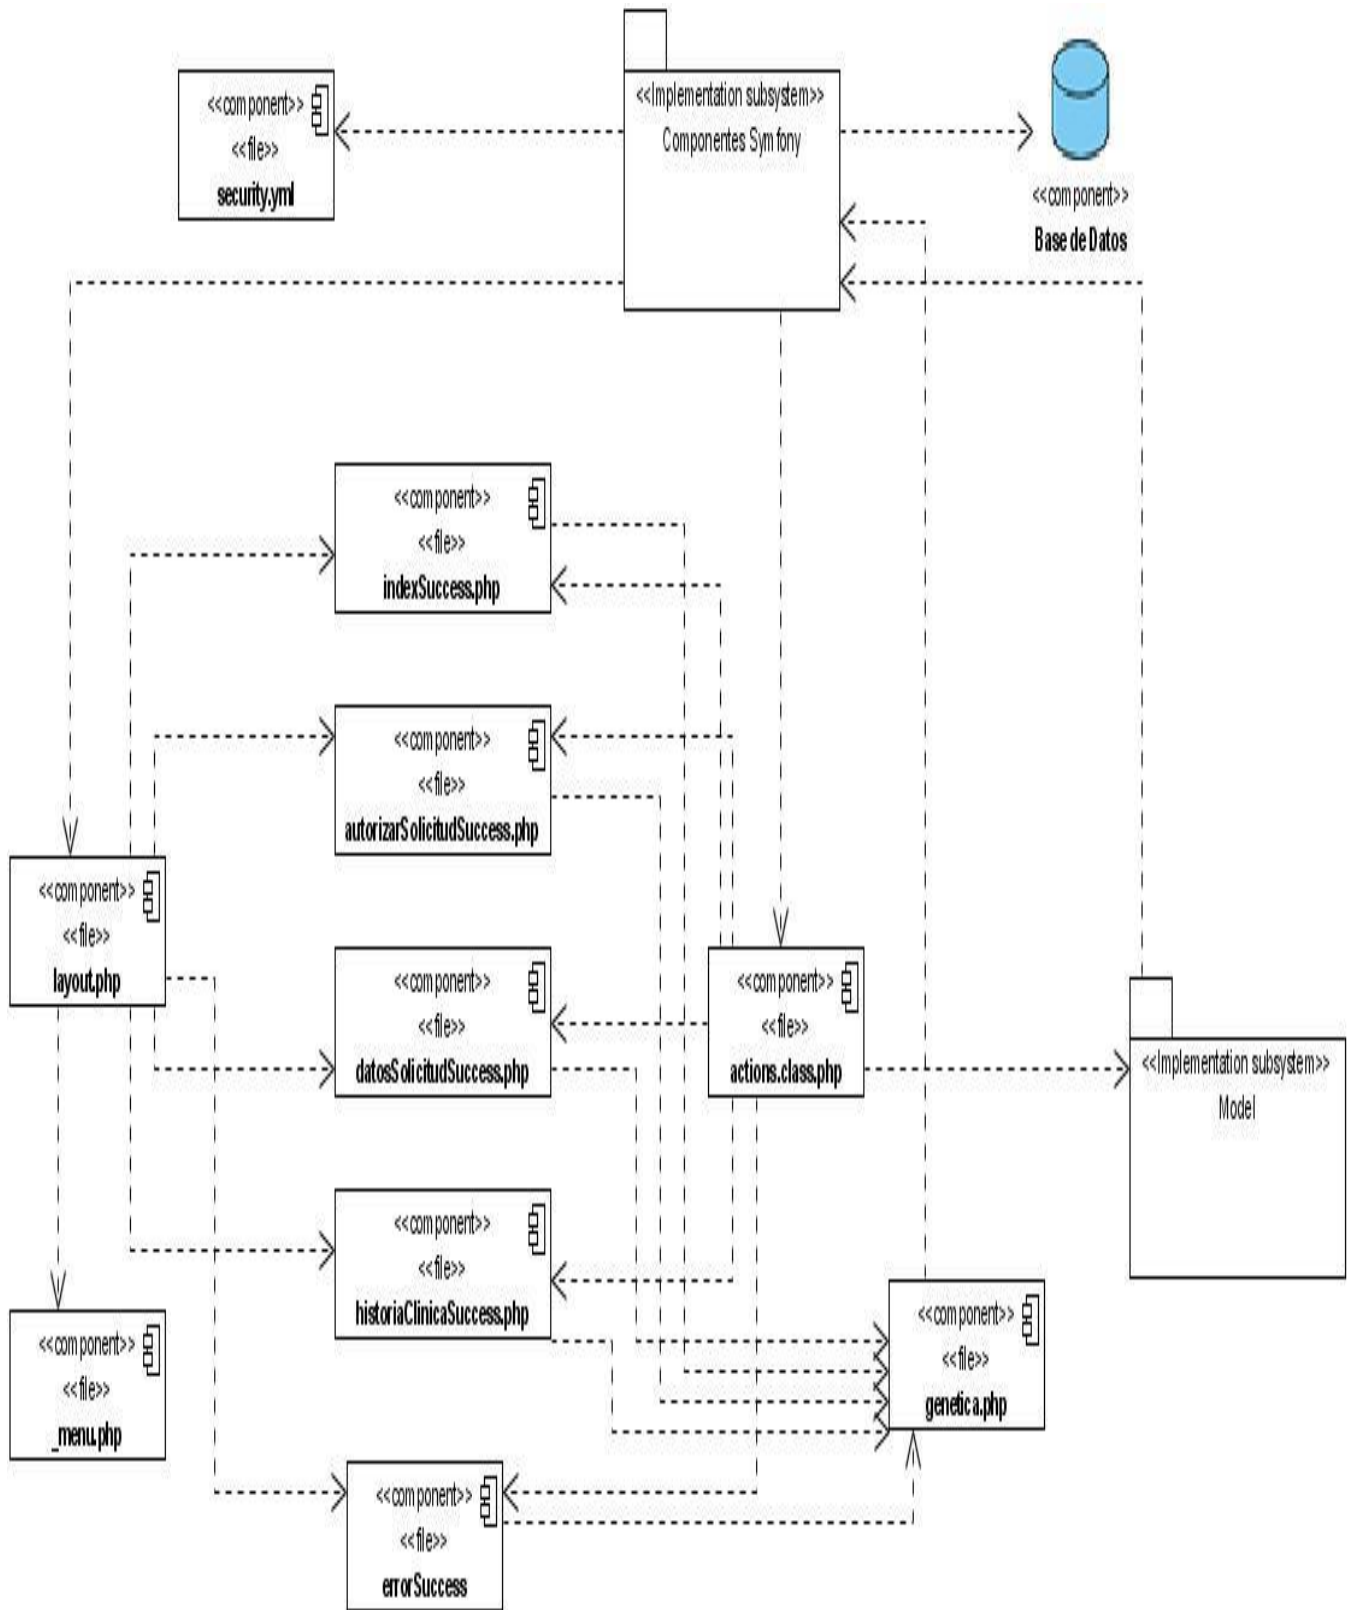 <<component>>
<<file>>
security.yml
<<Implementation subsystem>>
Componentes Symfony
<<component>>
Base de Datos
<<component>>
<<file>>
indexSuccess.php
<<component>>
<<file>>
autorizarSolicitudSuccess.php
<<component>>
<<file>>
layout.php
<<component>>
<<file>>
datosSolicitudSuccess.php
<<component>>
<<file>>
actions.class.php
<<Implementation subsystem>>
Model
<<component>>
<<file>>
historiaClinicaSuccess.php
<<component>>
<<file>>
_menu.php
<<component>>
<<file>>
genetica.php
<<component>>
<<file>>
errorSuccess